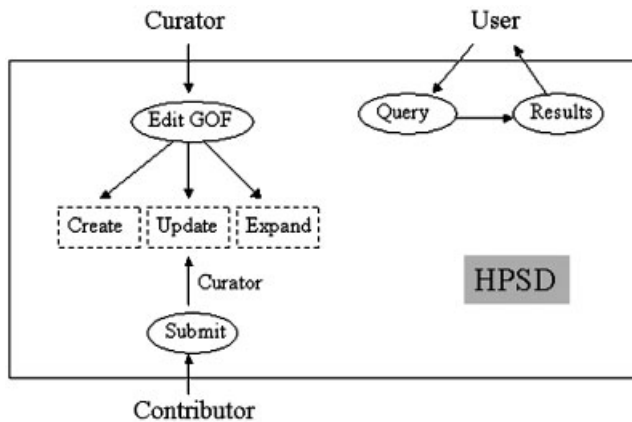 Curator
User
Edit GOF
Query
Results
Create
Update
Expand
Curator
HPSD
Submit
Contributor